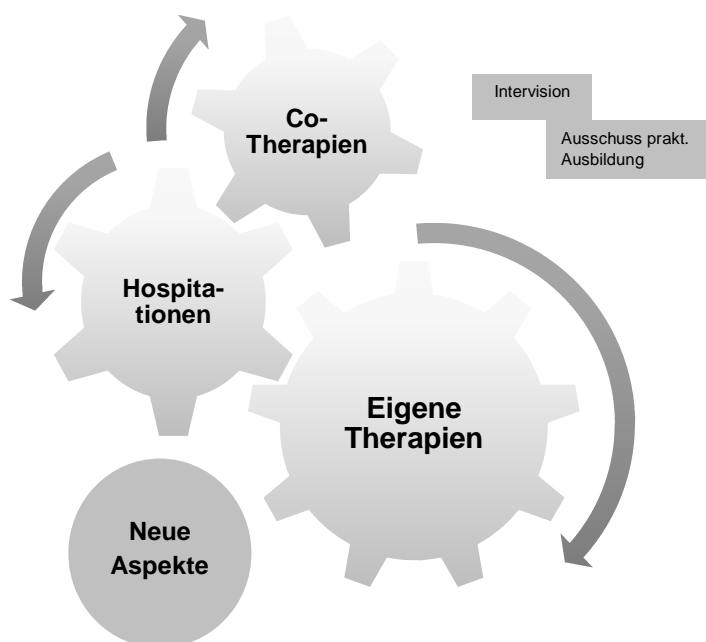 Co-
Therapien
Intervision
Ausschuss prakt.
Ausbildung
Hospita-
tionen
Eigene
Therapien
Neue
Aspekte